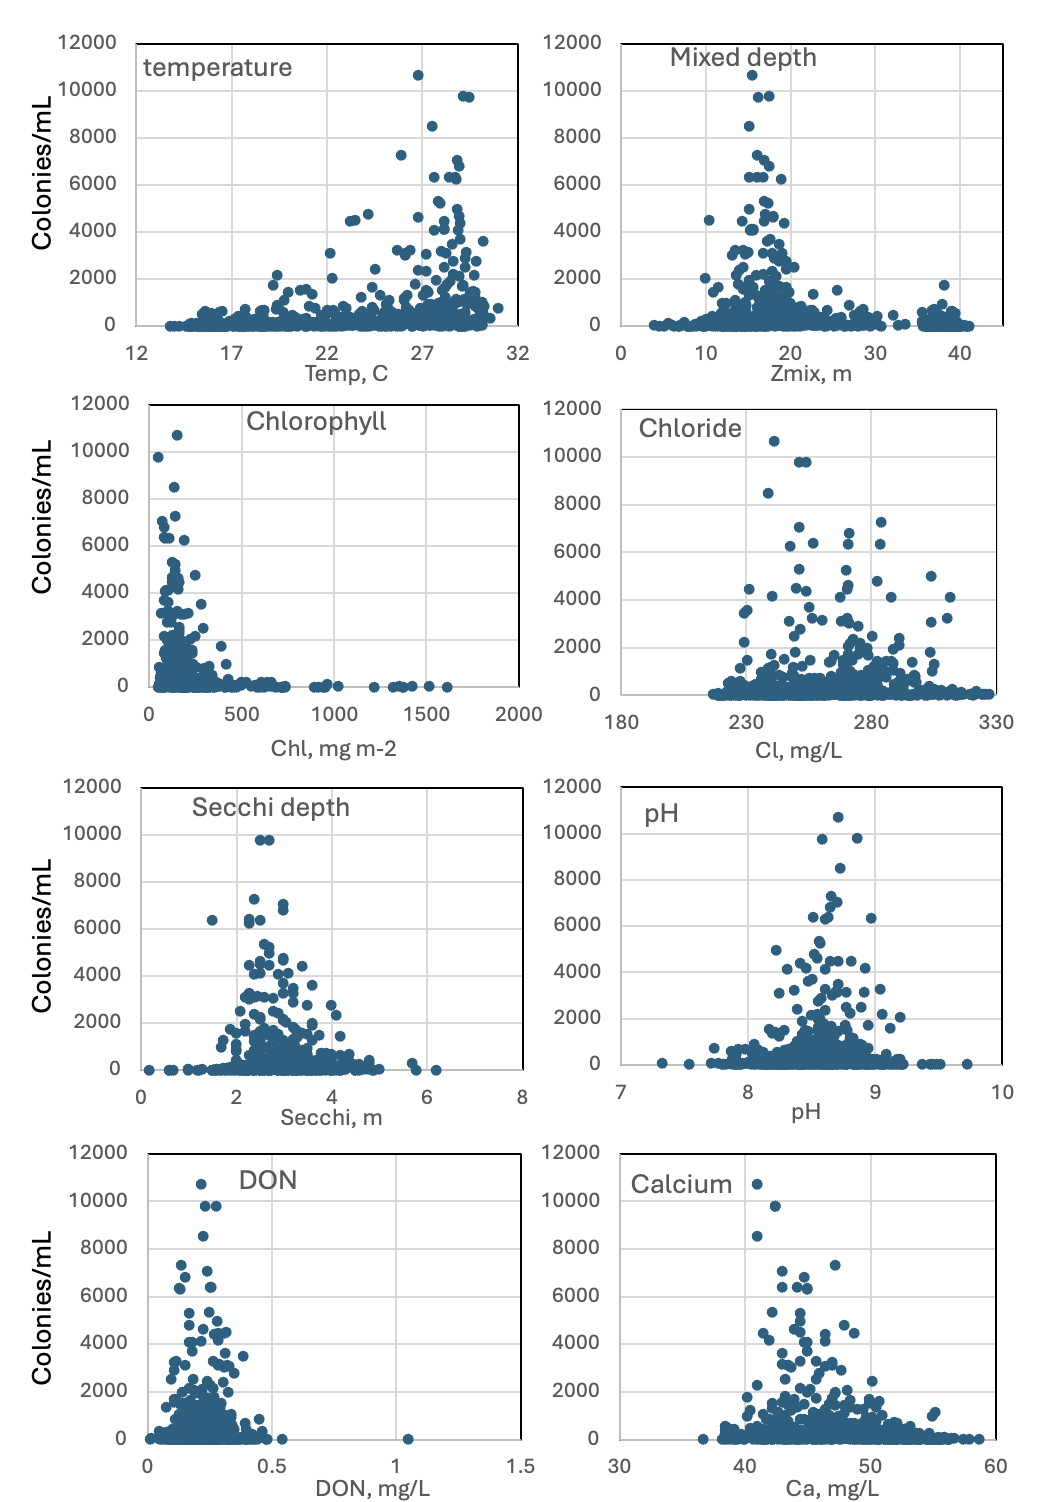 12000
10000
8000
6000
4000
2000
0
Colonies/mL
temperature
12 17 22 27 32
Temp, C
12000
10000
8000
6000
4000
2000
0
Mixed depth
0 10 20 30 40
Zmix, m
12000
10000
8000
6000
4000
2000
0
Colonies/mL
Chlorophyll
0 500 1000 1500 2000
Chl, mg m-2
12000
10000
8000
6000
4000
2000
0
Chloride
180 230 280 330
Cl, mg/L
12000
10000
8000
6000
4000
2000
0
Colonies/mL
Secchi depth
0 2 4 6 8
Secchi, m
12000
10000
8000
6000
4000
2000
0
pH
7 8 9 10
pH
12000
10000
8000
6000
4000
2000
0
Colonies/mL
DON
0 0.5 1 1.5
DON, mg/L
12000
10000
8000
6000
4000
2000
0
Calcium
30 40 50 60
Ca, mg/L